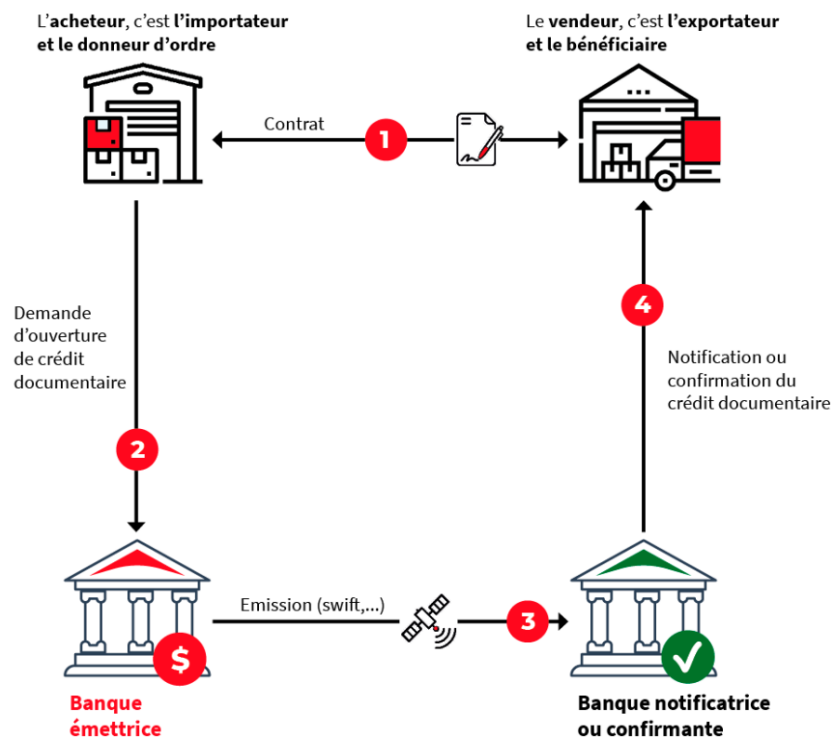 L'acheteur, c'est l'importateur
et le donneur d'ordre
Le vendeur, c'est l'exportateur
et le bénéficiaire
Contrat
1
Demande
d'ouverture
de crédit
documentaire
2
4
Notification ou
confirmation du
crédit documentaire
Emission (swift,...)
3
$
Banque
émettrice
Banque notificatrice
ou confirmante